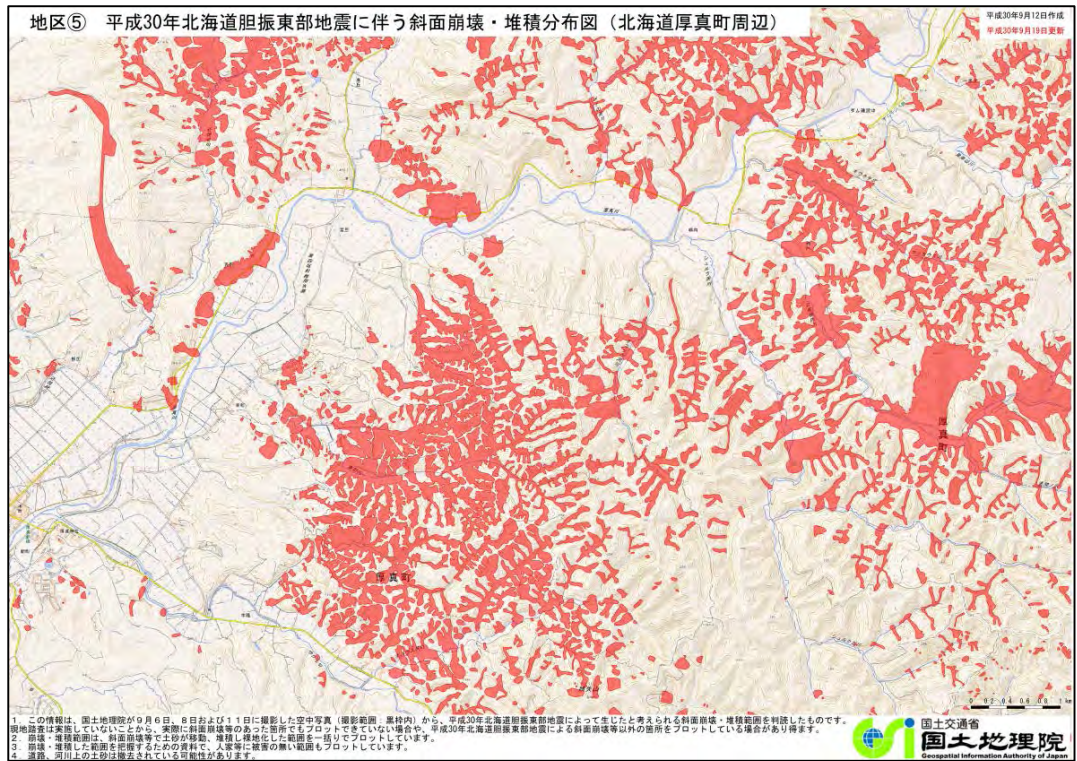 地区⑤　平成30年北海道胆振東部地震に伴う斜面崩壊・堆積分布図（北海道厚真町周辺）
平成30年9月12日作成
平成30年9月19日更新
厚真町
厚真町
0 0.2 0.4 0.6 0.8 1 km
1．この情報は、国土地理院が９月６日、８日および１１日に撮影した空中写真（撮影範囲：黒枠内）から、平成30年北海道胆振東部地震によって生じたと考えられる斜面崩壊・堆積範囲を判読したものです。
現地踏査は実施していないことから、実際に斜面崩壊等のあった箇所でもプロットできていない場合や、平成30年北海道胆振東部地震による斜面崩壊等以外の箇所をプロットしている場合があり得ます。
2．崩壊・堆積範囲は、斜面崩壊等で土砂が移動、堆積し裸地化した範囲を一括りでプロットしています。
3．崩壊・堆積した範囲を把握するための資料で、人家等に被害の無い範囲もプロットしています。
4．道路、河川上の土砂は撤去されている可能性があります。
国土交通省
国土地理院
Geospatial Information Authority of Japan